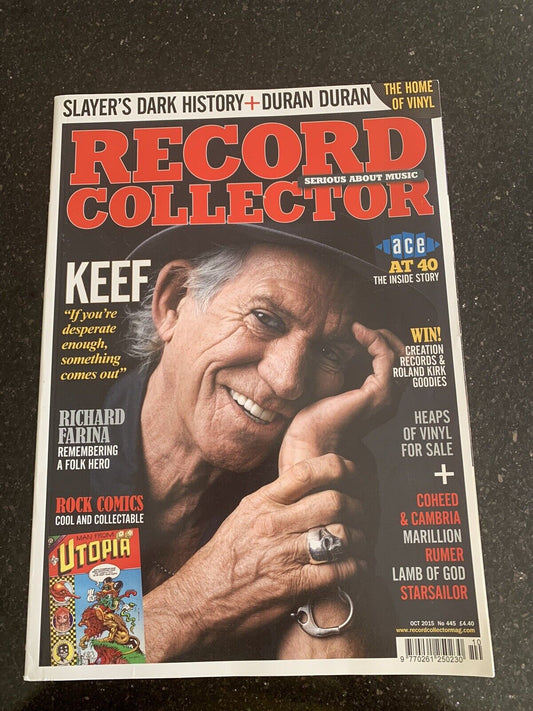 SLAYER'S DARK HISTORY+DURAN DURAN
THE HOME
OF VINYL
RECORD
COLLECTOR
SERIOUS ABOUT MUSIC
KEEF
"If you're
desperate
enough,
something
comes out"
RICHARD
FARINA
REMEMBERING
A FOLK HERO
ROCK COMICS
COOL AND COLLECTABLE
MAN FROM
UTOPIA
ace
AT 40
THE INSIDE STORY
WIN!
CREATION
RECORDS &
ROLAND KIRK
GOODIES
HEAPS
OF VINYL
FOR SALE
+
COHEED
& CAMBRIA
MARILLION
RUMER
LAMB OF GOD
STARSAILOR
OCT 2015 No 445 £4.40
www.recordcollectormag.com
10
9 770261 250230